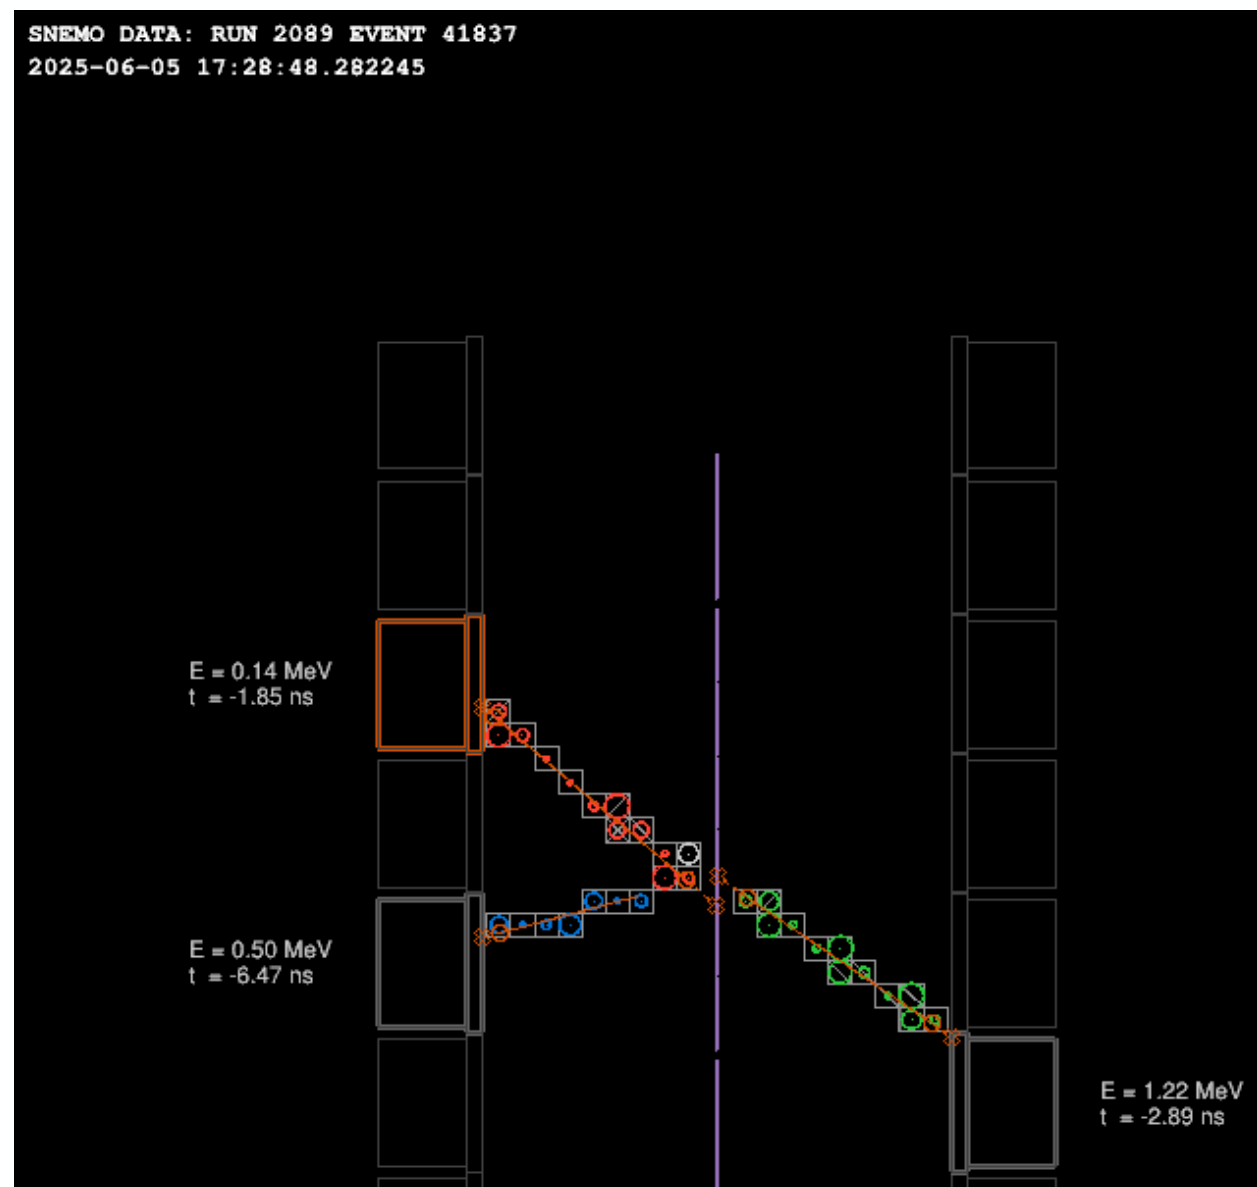 SNEMO DATA: RUN 2089 EVENT 41837
2025-06-05 17:28:48.282245
E = 0.14 MeV
t = -1.85 ns
E = 0.50 MeV
t = -6.47 ns
E = 1.22 MeV
t = -2.89 ns